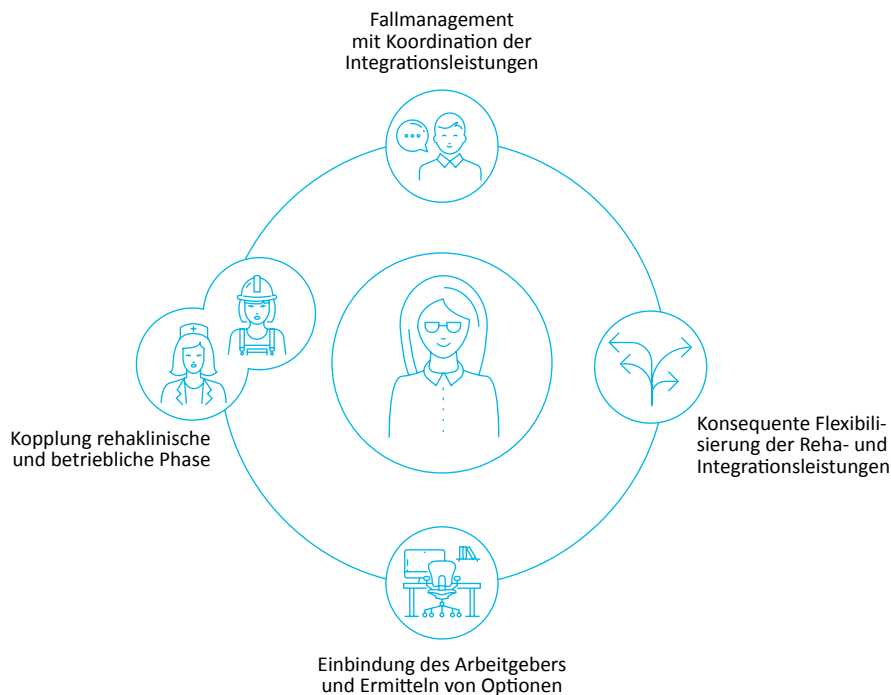 Fallmanagement
mit Koordination der
Integrationsleistungen
Kopplung rehaklinische
und betriebliche Phase
Konsequente Flexibili-
sierung der Reha- und
Integrationsleistungen
Einbindung des Arbeitgebers
und Ermitteln von Optionen